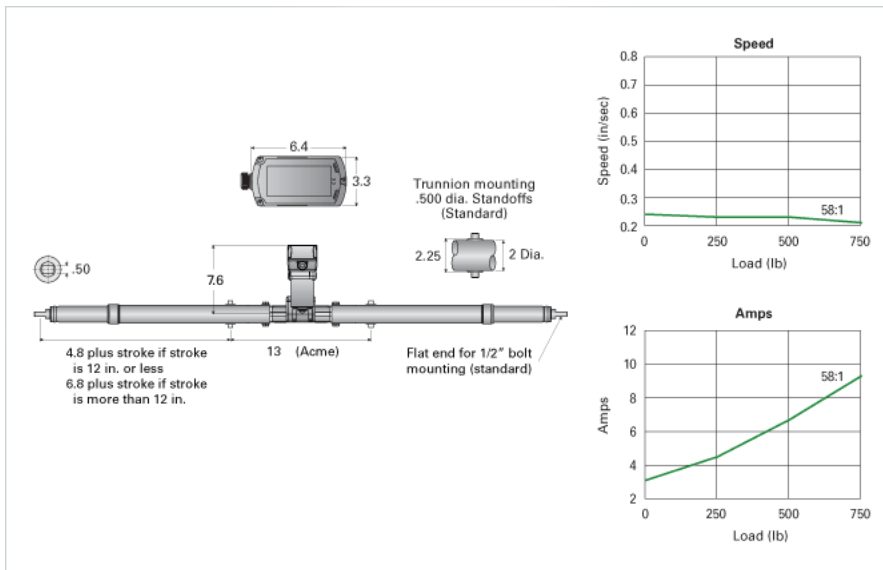 6.4
3.3
Trunnion mounting
.500 dia. Standoffs
(Standard)
2.25
2 Dia.
.50
7.6
4.8 plus stroke if stroke
is 12 in. or less
6.8 plus stroke if stroke
is more than 12 in.
13 (Acme)
Flat end for 1/2" bolt
mounting (standard)
Speed
Speed (in/sec)
0.8
0.7
0.6
0.5
0.4
0.3
0.2
58:1
0 250 500 750
Load (lb)
Amps
Amps
12
10
8
6
4
2
58:1
0 250 500 750
Load (lb)